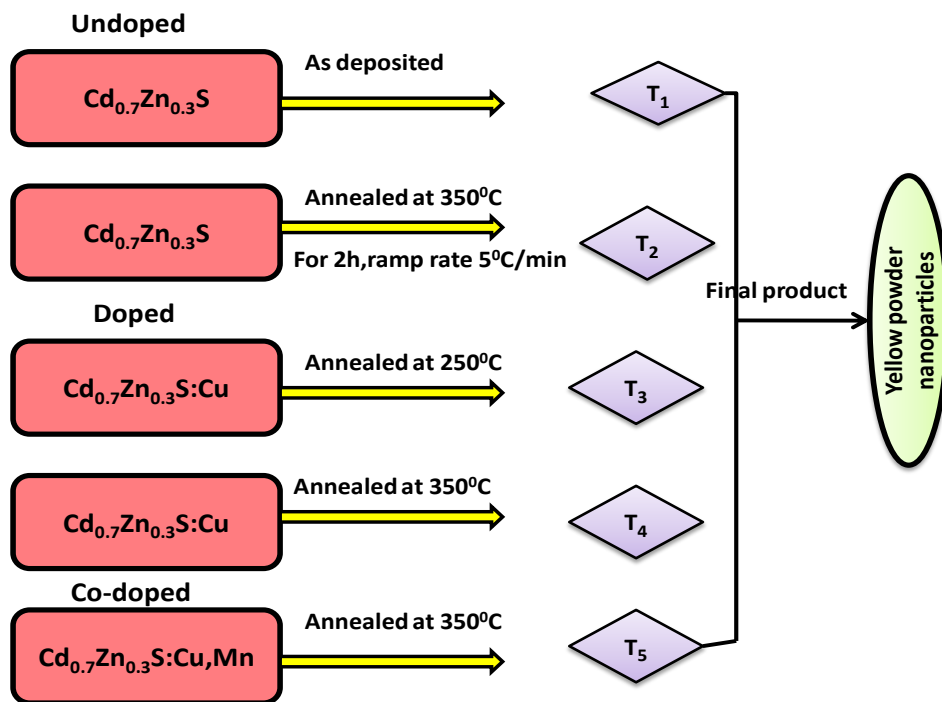 Undoped
Cd₀.₇Zn₀.₃S
As deposited
T₁
Cd₀.₇Zn₀.₃S
Annealed at 350⁰C
For 2h,ramp rate 5⁰C/min
T₂
Final product
Yellow powder
nanoparticles
Doped
Cd₀.₇Zn₀.₃S:Cu
Annealed at 250⁰C
T₃
Cd₀.₇Zn₀.₃S:Cu
Annealed at 350⁰C
T₄
Co-doped
Cd₀.₇Zn₀.₃S:Cu,Mn
Annealed at 350⁰C
T₅